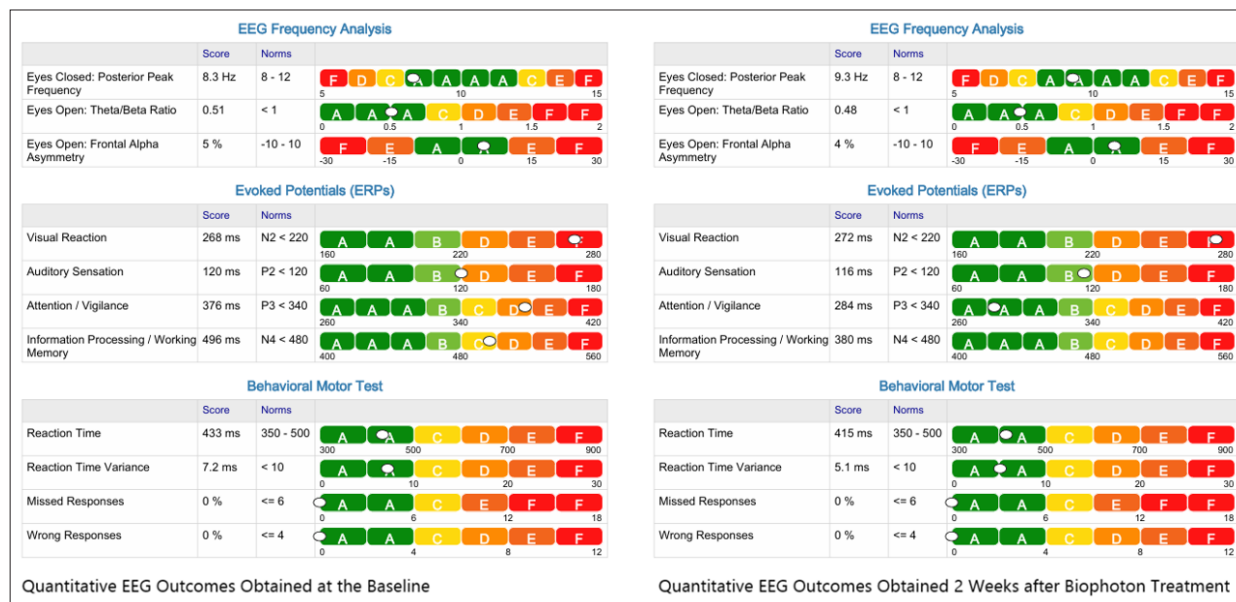 EEG Frequency Analysis
Score Norms
Eyes Closed: Posterior Peak Frequency 8.3 Hz 8 - 12 F D C A A A A C E F
5 10 15
Eyes Open: Theta/Beta Ratio 0.51 < 1 A A A C D E F F
0 0.5 1 1.5 2
Eyes Open: Frontal Alpha Asymmetry 5 % -10 - 10 F E A A E F
-30 -15 0 15 30
Evoked Potentials (ERPs)
Score Norms
Visual Reaction 268 ms N2 < 220 A A B D E F
160 220 280
Auditory Sensation 120 ms P2 < 120 A A B D E F
60 120 180
Attention / Vigilance 376 ms P3 < 340 A A A B C D E F
260 340 420
Information Processing / Working Memory 496 ms N4 < 480 A A A B C D E F
400 480 560
Behavioral Motor Test
Score Norms
Reaction Time 433 ms 350 - 500 A A C D E F
300 500 700 900
Reaction Time Variance 7.2 ms < 10 A A C D E F
0 10 20 30
Missed Responses 0 % <= 6 A A C E F F
0 6 12 18
Wrong Responses 0 % <= 4 A A C D E F
0 4 8 12
Quantitative EEG Outcomes Obtained at the Baseline
EEG Frequency Analysis
Score Norms
Eyes Closed: Posterior Peak Frequency 9.3 Hz 8 - 12 F D C A A A A C E F
5 10 15
Eyes Open: Theta/Beta Ratio 0.48 < 1 A A A C D E F F
0 0.5 1 1.5 2
Eyes Open: Frontal Alpha Asymmetry 4 % -10 - 10 F E A A E F
-30 -15 0 15 30
Evoked Potentials (ERPs)
Score Norms
Visual Reaction 272 ms N2 < 220 A A B D E F
160 220 280
Auditory Sensation 116 ms P2 < 120 A A B D E F
60 120 180
Attention / Vigilance 284 ms P3 < 340 A A A B C D E F
260 340 420
Information Processing / Working Memory 380 ms N4 < 480 A A A B C D E F
400 480 560
Behavioral Motor Test
Score Norms
Reaction Time 415 ms 350 - 500 A A C D E F
300 500 700 900
Reaction Time Variance 5.1 ms < 10 A A C D E F
0 10 20 30
Missed Responses 0 % <= 6 A A C E F F
0 6 12 18
Wrong Responses 0 % <= 4 A A C D E F
0 4 8 12
Quantitative EEG Outcomes Obtained 2 Weeks after Biophoton Treatment